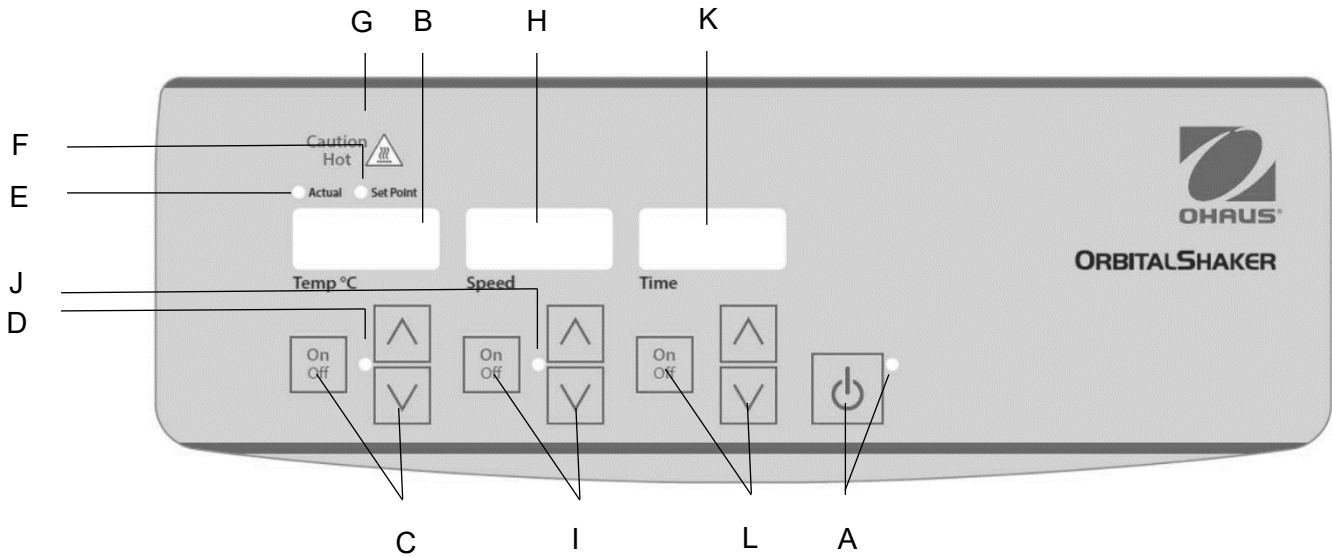 G B H K
F
Caution
Hot
E
Actual Set Point
OHAUS
ORBITALSHAKER
J
Temp °C Speed Time
D
On
Off
On
Off
On
Off
C I L A